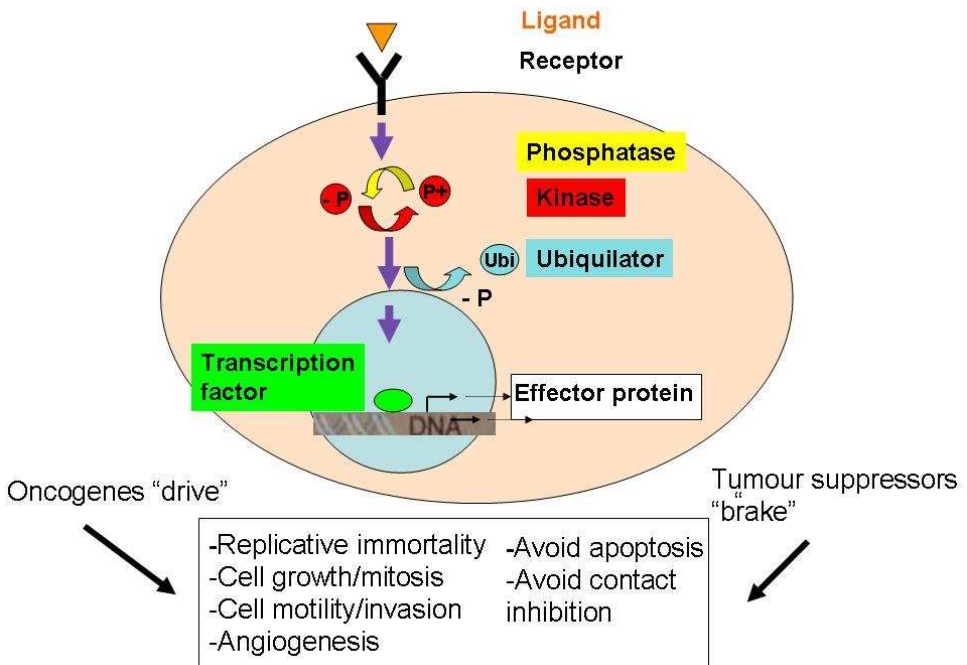 Ligand
Receptor
Phosphatase
- P
P+
Kinase
Ubi
Ubiquilator
- P
Transcription
factor
Effector protein
DNA
Oncogenes “drive”
Tumour suppressors
“brake”
-Replicative immortality
-Cell growth/mitosis
-Cell motility/invasion
-Angiogenesis
-Avoid apoptosis
-Avoid contact
inhibition